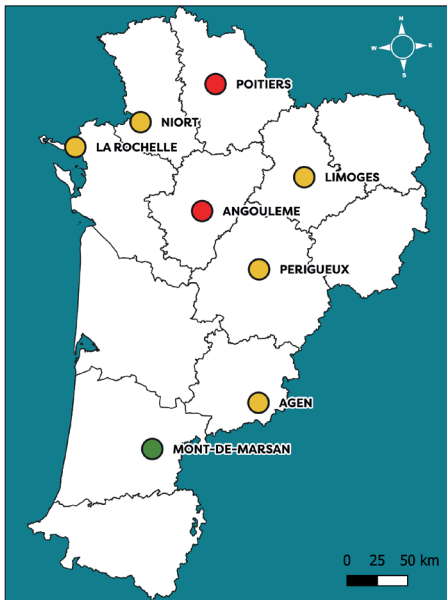 N
W E
S
POITIERS
NIORT
LA ROCHELLE
LIMOGES
ANGOULEME
PERIGUEUX
AGEN
MONT-DE-MARSAN
0 25 50 km